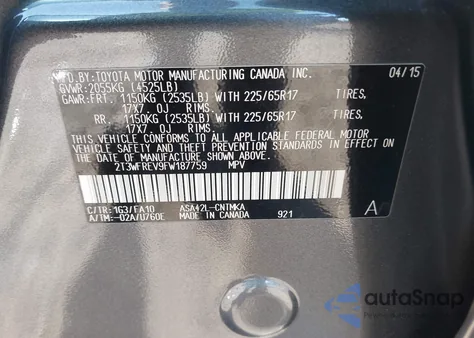 MFD. BY: TOYOTA MOTOR MANUFACTURING CANADA INC. 04/15
GVWR: 2055KG (4525LB)
GAWR: FRT. 1150KG (2535LB) WITH 225/65R17 TIRES,
17X7.0J RIMS,
RR. 1150KG (2535LB) WITH 225/65R17 TIRES,
17X7.0J RIMS,
THIS VEHICLE CONFORMS TO ALL APPLICABLE FEDERAL MOTOR
VEHICLE SAFETY AND THEFT PREVENTION STANDARDS IN EFFECT ON
THE DATE OF MANUFACTURE SHOWN ABOVE.
2T3WFREV9FW187759 MPV
C/TR: 1G3/FA10 ASA42L-CNTMKA A
A/TM: -02A/U760E MADE IN CANADA 921
autoSnap